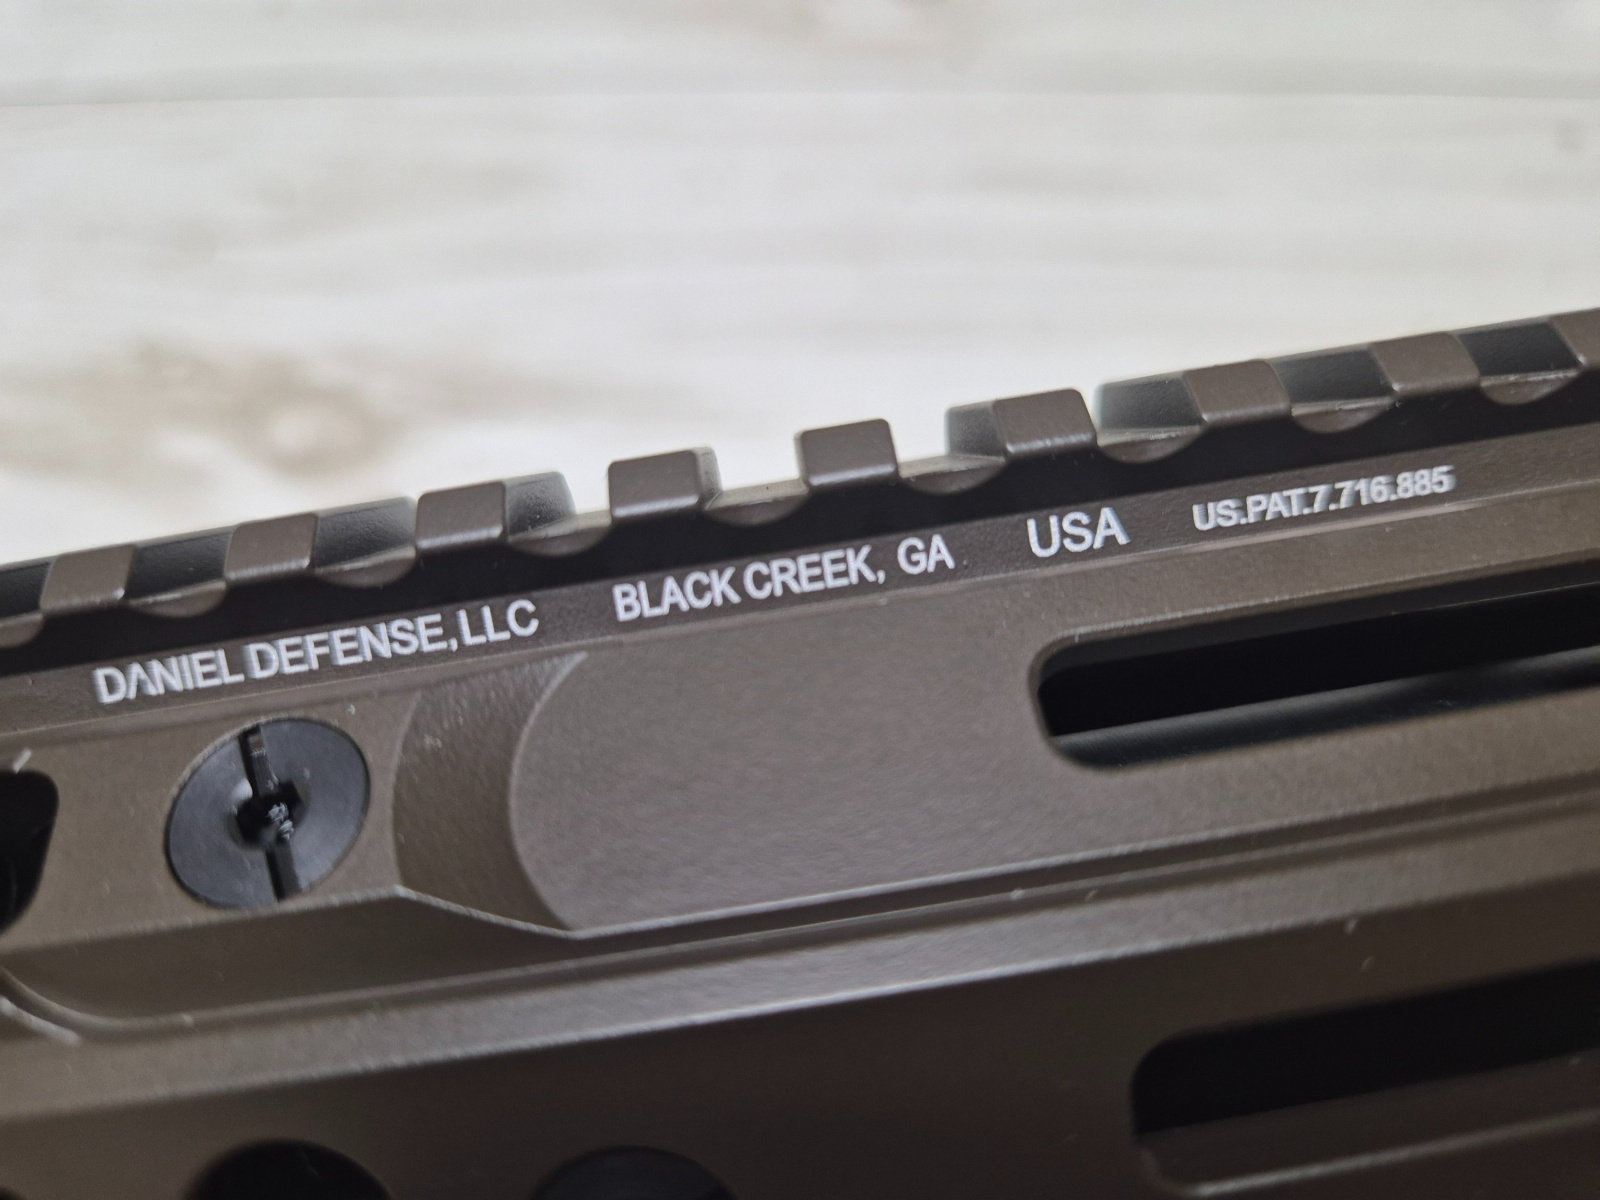 DANIEL DEFENSE, LLC BLACK CREEK, GA USA US.PAT.7.716.885